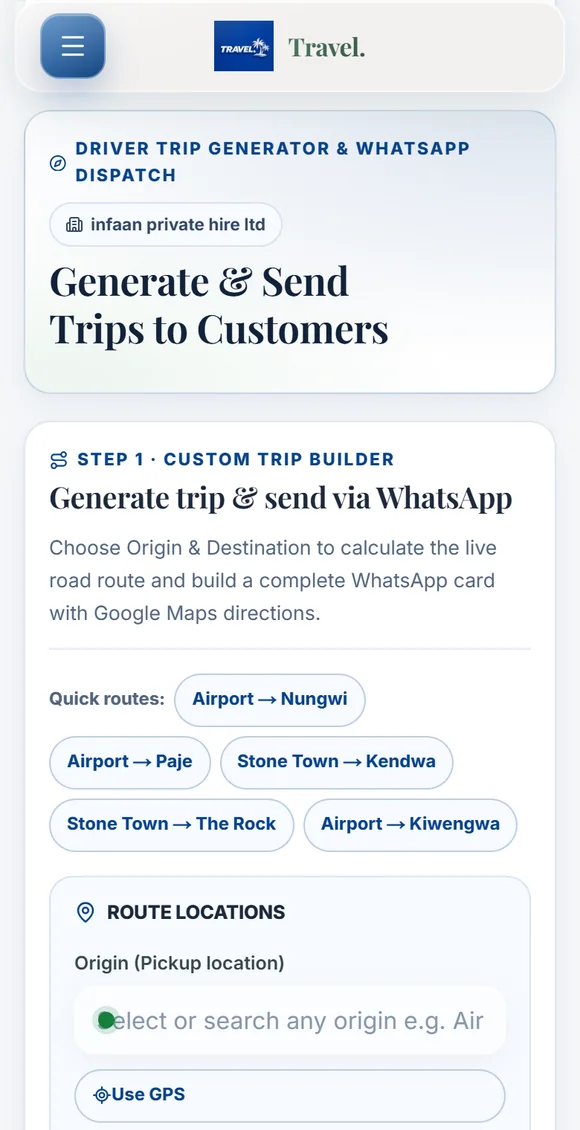 TRAVEL.
Travel.
DRIVER TRIP GENERATOR & WHATSAPP
DISPATCH
infaan private hire ltd
Generate & Send
Trips to Customers
STEP 1 · CUSTOM TRIP BUILDER
Generate trip & send via WhatsApp
Choose Origin & Destination to calculate the live
road route and build a complete WhatsApp card
with Google Maps directions.
Quick routes: Airport → Nungwi
Airport → Paje Stone Town → Kendwa
Stone Town → The Rock Airport → Kiwengwa
ROUTE LOCATIONS
Origin (Pickup location)
elect or search any origin e.g. Air
Use GPS